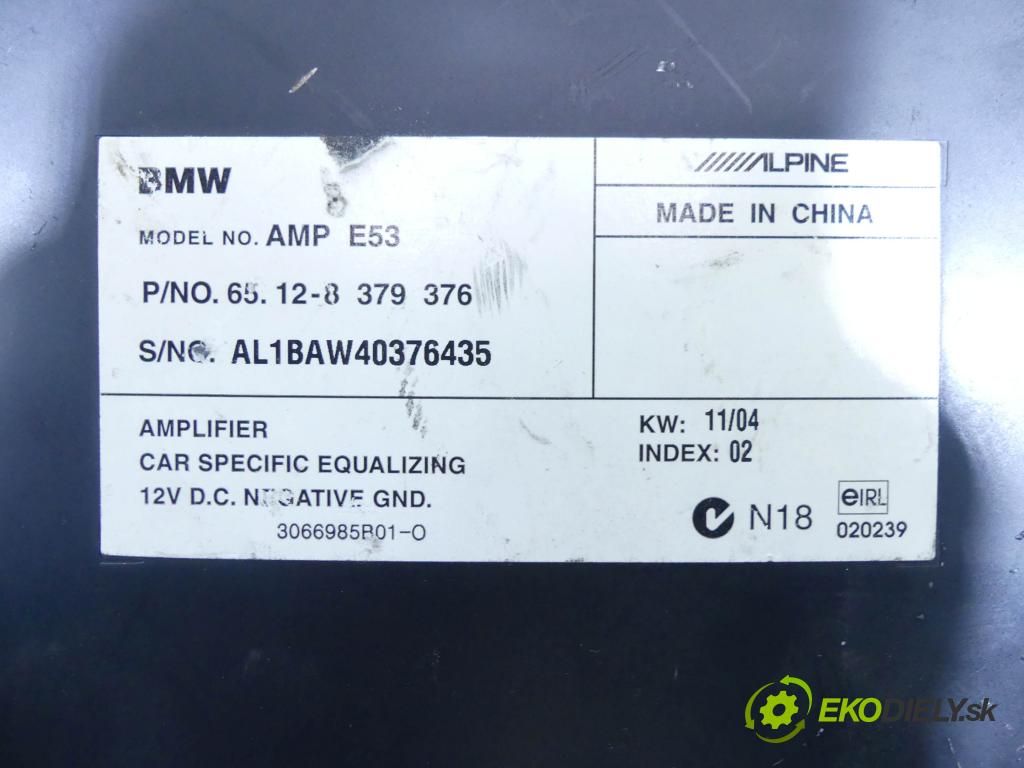 BMW
MODEL NO. AMP E53
P/NO. 65. 12-8 379 376
S/NO. AL1BAW40376435
ALPINE
MADE IN CHINA
AMPLIFIER
CAR SPECIFIC EQUALIZING
12V D.C. NEGATIVE GND.
3066985B01-O
KW: 11/04
INDEX: 02
N18
eIRL
020239
EKODIELY.sk